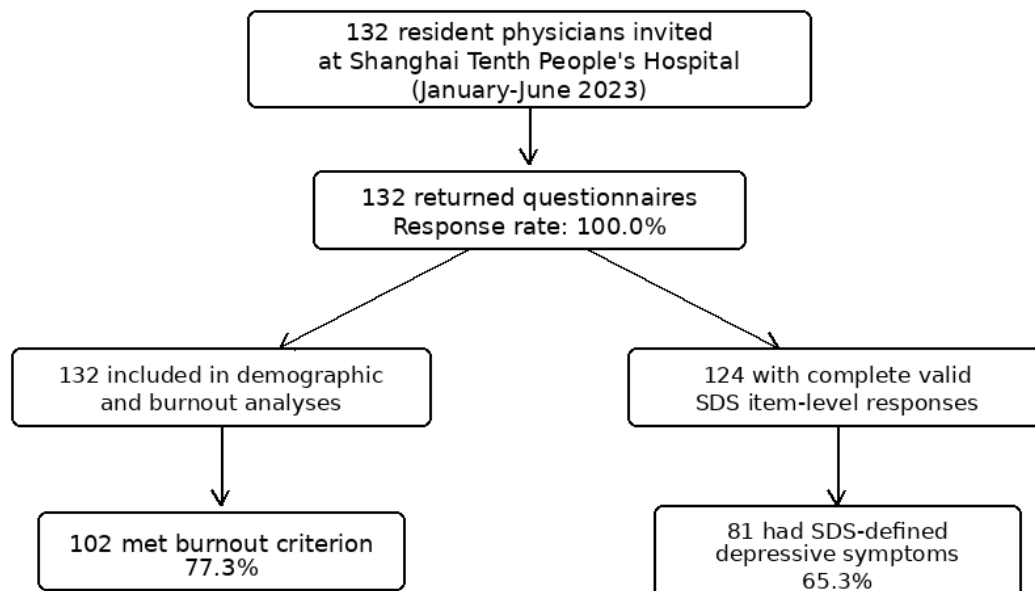 132 resident physicians invited
at Shanghai Tenth People's Hospital
(January-June 2023)
132 returned questionnaires
Response rate: 100.0%
132 included in demographic
and burnout analyses
124 with complete valid
SDS item-level responses
102 met burnout criterion
77.3%
81 had SDS-defined
depressive symptoms
65.3%